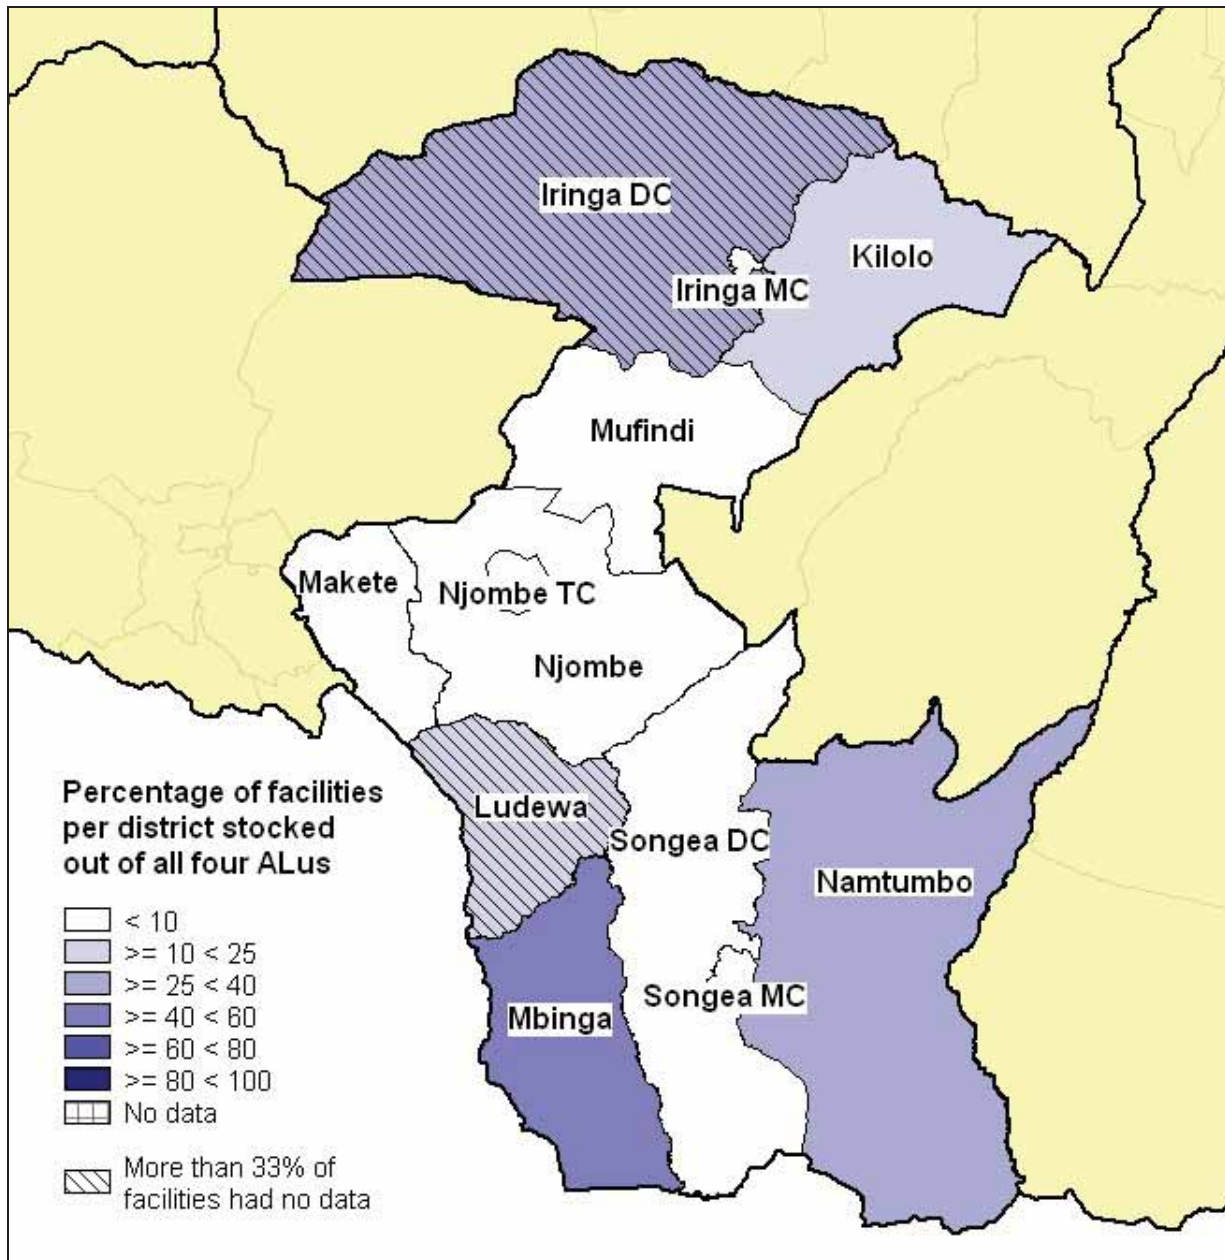 Iringa DC
Kilolo
Iringa MC
Mufindi
Makete
Njombe TC
Njombe
Ludewa
Songea DC
Namtumbo
Songea MC
Mbinga
Percentage of facilities
per district stocked
out of all four ALus
< 10
>= 10 < 25
>= 25 < 40
>= 40 < 60
>= 60 < 80
>= 80 < 100
No data
More than 33% of
facilities had no data